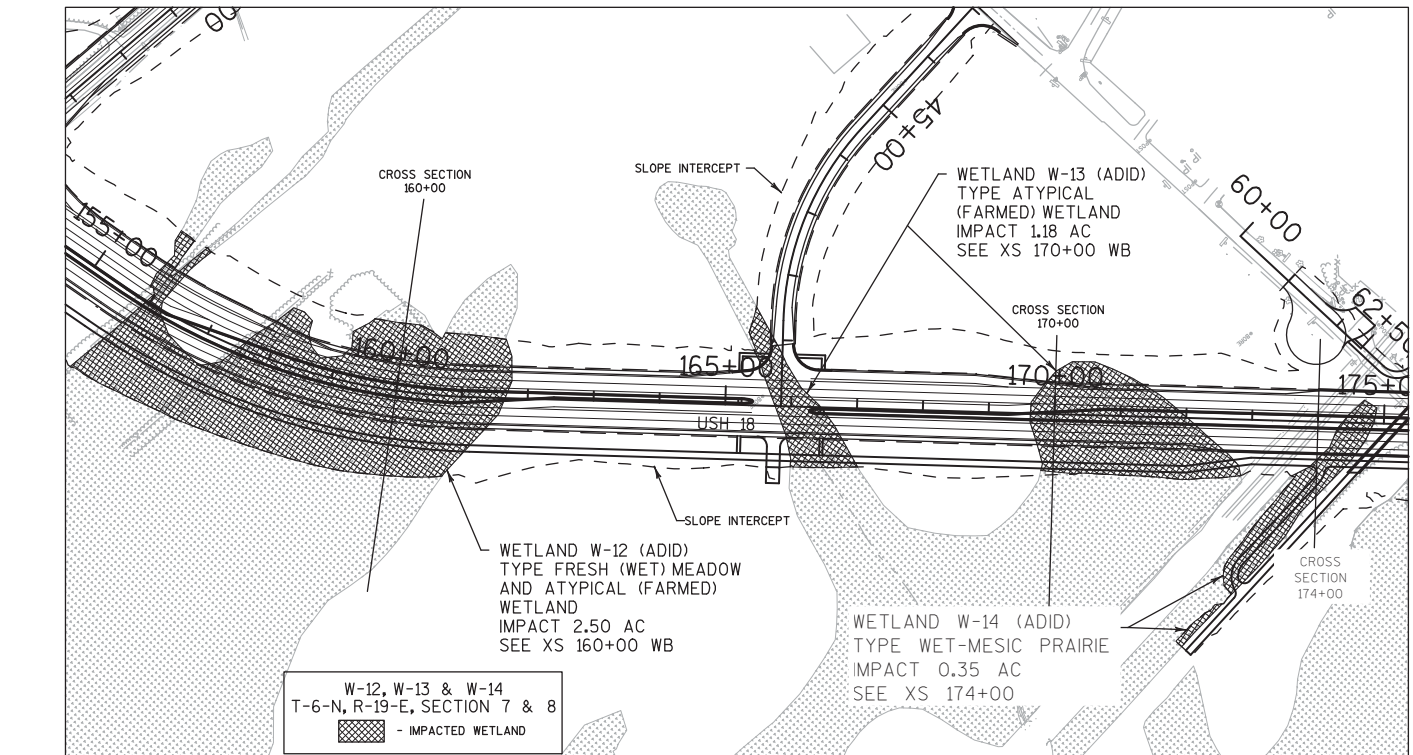 00
155+00
CROSS SECTION
160+00
SLOPE INTERCEPT
45+00
WETLAND W-13 (ADID)
TYPE ATYPICAL
(FARMED) WETLAND
IMPACT 1.18 AC
SEE XS 170+00 WB
60+00
62+50
CROSS SECTION
170+00
160+00
165+00
170+00
175+0
USH 18
SLOPE INTERCEPT
WETLAND W-12 (ADID)
TYPE FRESH (WET) MEADOW
AND ATYPICAL (FARMED)
WETLAND
IMPACT 2.50 AC
SEE XS 160+00 WB
CROSS
SECTION
174+00
WETLAND W-14 (ADID)
TYPE WET-MESIC PRAIRIE
IMPACT 0.35 AC
SEE XS 174+00
W-12, W-13 & W-14
T-6-N, R-19-E, SECTION 7 & 8
- IMPACTED WETLAND